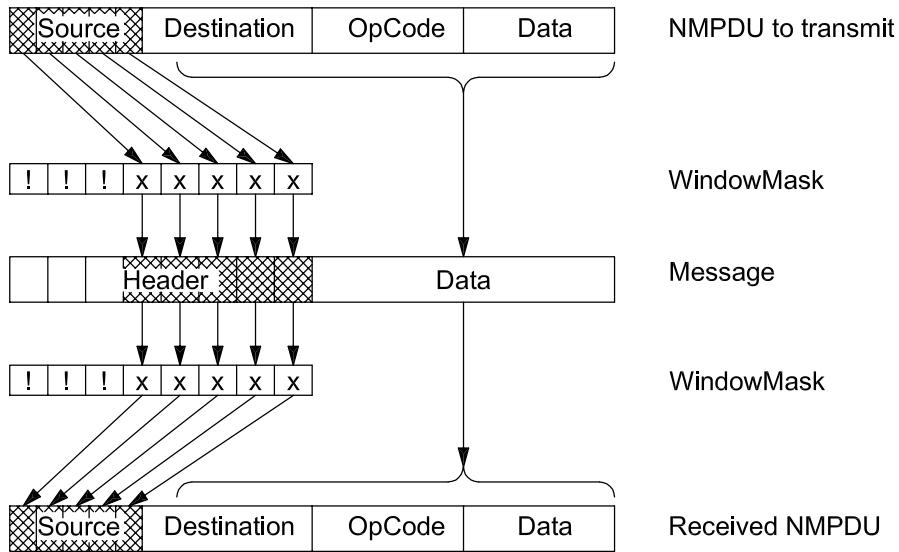 Source Destination OpCode Data NMPDU to transmit
! ! ! x x x x x WindowMask
Header Data Message
! ! ! x x x x x WindowMask
Source Destination OpCode Data Received NMPDU